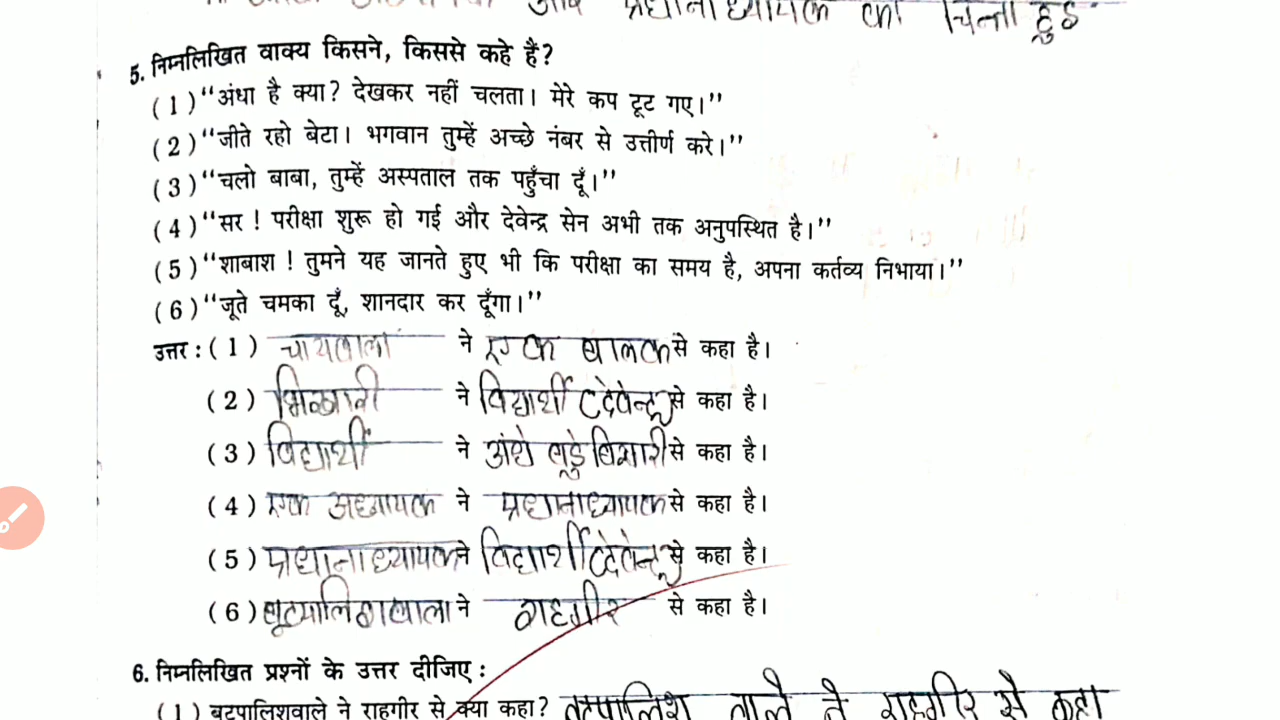 प्रधानाध्यापक को चिन्ता हुई
5. निम्नलिखित वाक्य किसने, किससे कहे हैं?
(1) “अंधा है क्या? देखकर नहीं चलता। मेरे कप टूट गए।”
(2) “जीते रहो बेटा। भगवान तुम्हें अच्छे नंबर से उत्तीर्ण करे।”
(3) “चलो बाबा, तुम्हें अस्पताल तक पहुँचा दूँ।”
(4) “सर ! परीक्षा शुरू हो गई और देवेन्द्र सेन अभी तक अनुपस्थित है।”
(5) “शाबाश ! तुमने यह जानते हुए भी कि परीक्षा का समय है, अपना कर्तव्य निभाया।”
(6) “जूते चमका दूँ, शानदार कर दूँगा।”
उत्तर : (1) चायवाला ने एक बालक से कहा है।
(2) भिखारी ने विद्यार्थी देवेन्द्र से कहा है।
(3) विद्यार्थी ने अंधे बूढ़े से कहा है।
(4) एक अध्यापक ने प्रधानाध्यापक से कहा है।
(5) प्रधानाध्यापक ने विद्यार्थी देवेन्द्र से कहा है।
(6) बूटपालिशवाला ने राहगीर से कहा है।
6. निम्नलिखित प्रश्नों के उत्तर दीजिए :
(1) बूटपालिशवाले ने राहगीर से क्या कहा? बूटपालिश वाले ने राहगीर से कहा